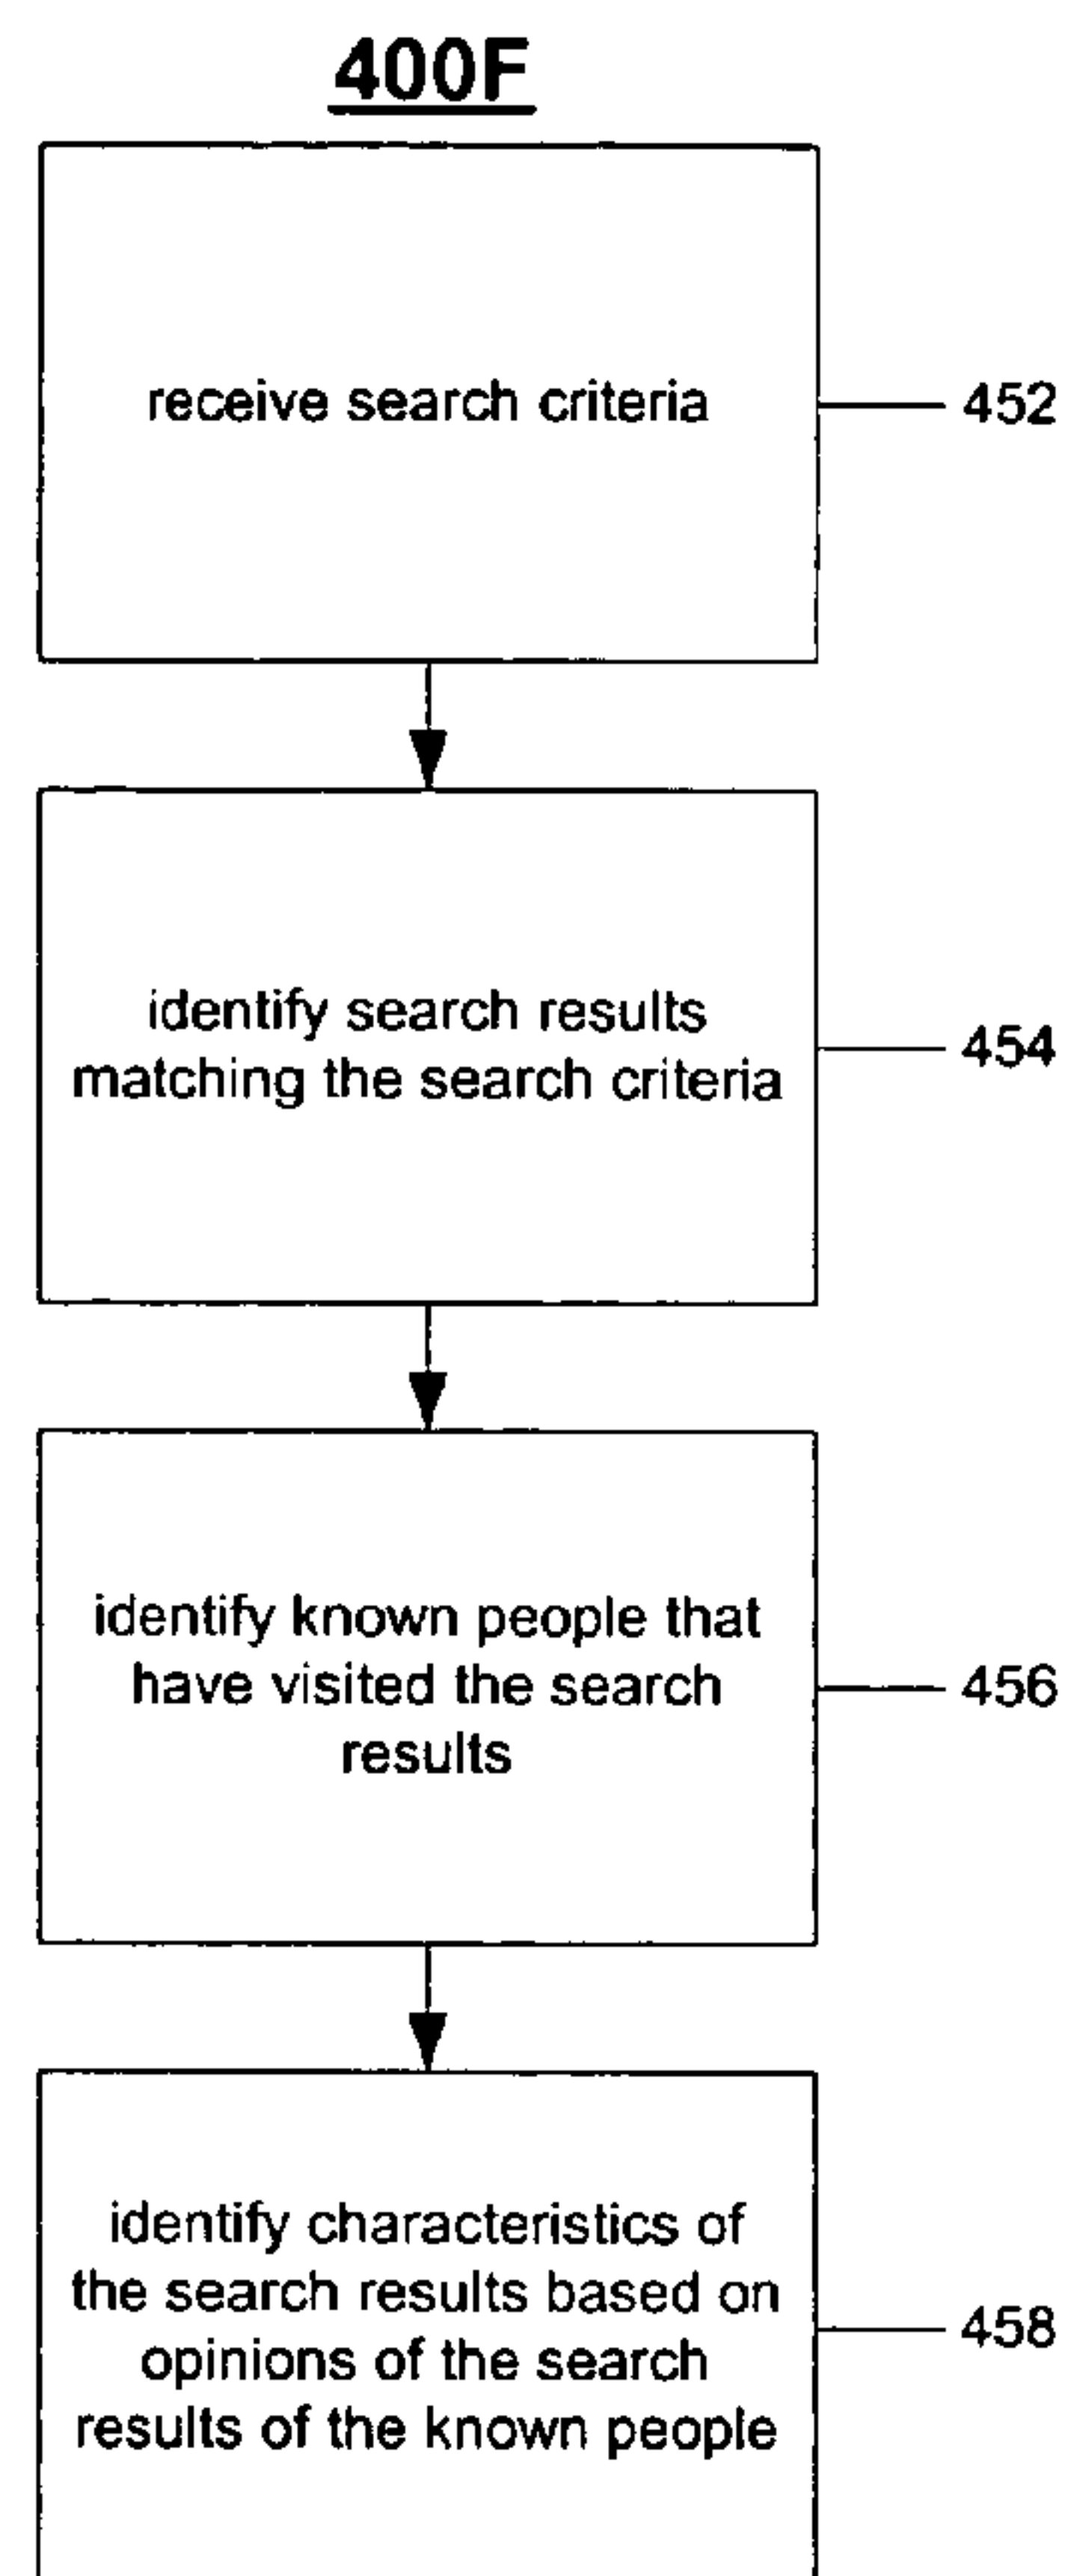 400F
receive search criteria
452
identify search results
matching the search criteria
454
identify known people that
have visited the search
results
456
identify characteristics of
the search results based on
opinions of the search
results of the known people
458